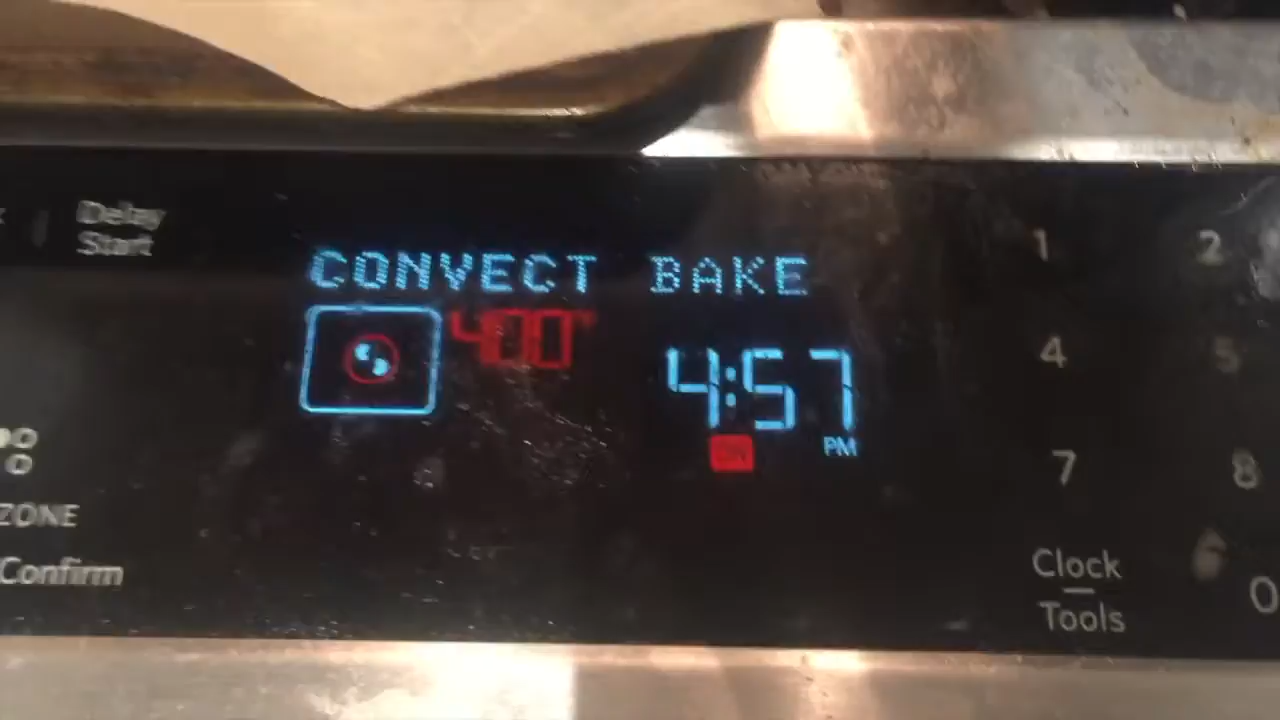 Delay
Start
CONVECT BAKE
400°
4:57
ON
PM
1 2
4 5
7 8
0
ZONE
Confirm
Clock
Tools